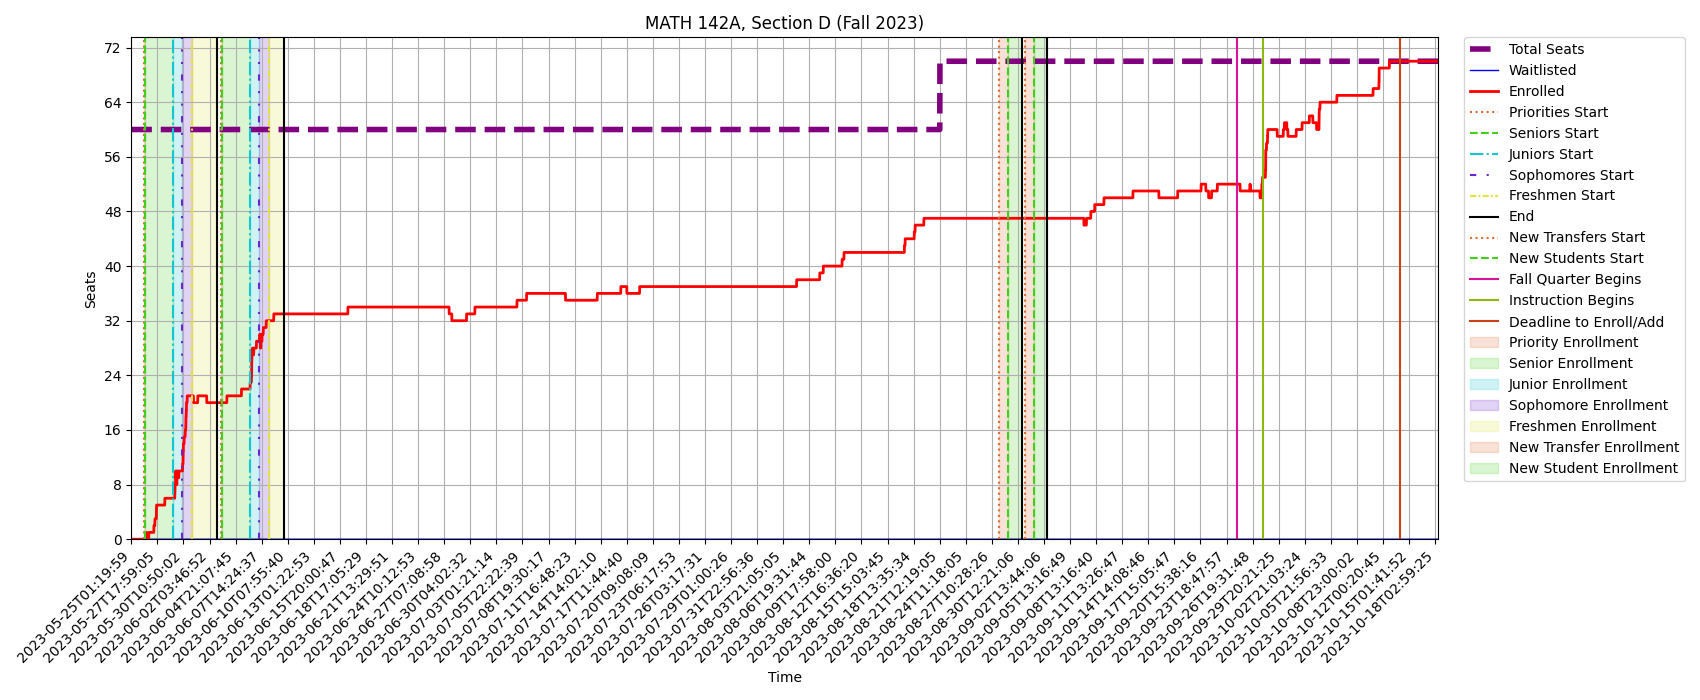 MATH 142A, Section D (Fall 2023)
Seats
72
64
56
48
40
32
24
16
8
0
2023-05-25T01:19:59
2023-05-27T17:59:05
2023-05-30T10:50:02
2023-06-02T03:46:52
2023-06-04T21:07:45
2023-06-07T14:24:37
2023-06-10T07:55:40
2023-06-13T01:22:53
2023-06-15T20:00:47
2023-06-18T17:05:29
2023-06-21T13:29:51
2023-06-24T10:12:53
2023-06-27T07:08:58
2023-06-30T04:02:32
2023-07-03T01:21:14
2023-07-05T22:22:39
2023-07-08T19:30:17
2023-07-11T16:48:23
2023-07-14T14:02:10
2023-07-17T11:44:40
2023-07-20T09:08:09
2023-07-23T06:17:53
2023-07-26T03:17:31
2023-07-29T01:00:26
2023-07-31T22:56:36
2023-08-03T21:05:05
2023-08-06T19:31:44
2023-08-09T17:58:00
2023-08-12T16:36:20
2023-08-15T15:03:45
2023-08-18T13:35:34
2023-08-21T12:19:05
2023-08-24T11:18:05
2023-08-27T10:28:26
2023-08-30T12:21:06
2023-09-02T13:44:06
2023-09-05T13:16:49
2023-09-08T13:16:40
2023-09-11T13:26:47
2023-09-14T14:08:46
2023-09-17T15:05:47
2023-09-20T15:38:16
2023-09-23T18:47:57
2023-09-26T19:31:48
2023-09-29T20:21:25
2023-10-02T21:03:24
2023-10-05T21:56:33
2023-10-08T23:00:02
2023-10-12T00:20:45
2023-10-15T01:41:52
2023-10-18T02:59:25
Time
Total Seats
Waitlisted
Enrolled
Priorities Start
Seniors Start
Juniors Start
Sophomores Start
Freshmen Start
End
New Transfers Start
New Students Start
Fall Quarter Begins
Instruction Begins
Deadline to Enroll/Add
Priority Enrollment
Senior Enrollment
Junior Enrollment
Sophomore Enrollment
Freshmen Enrollment
New Transfer Enrollment
New Student Enrollment